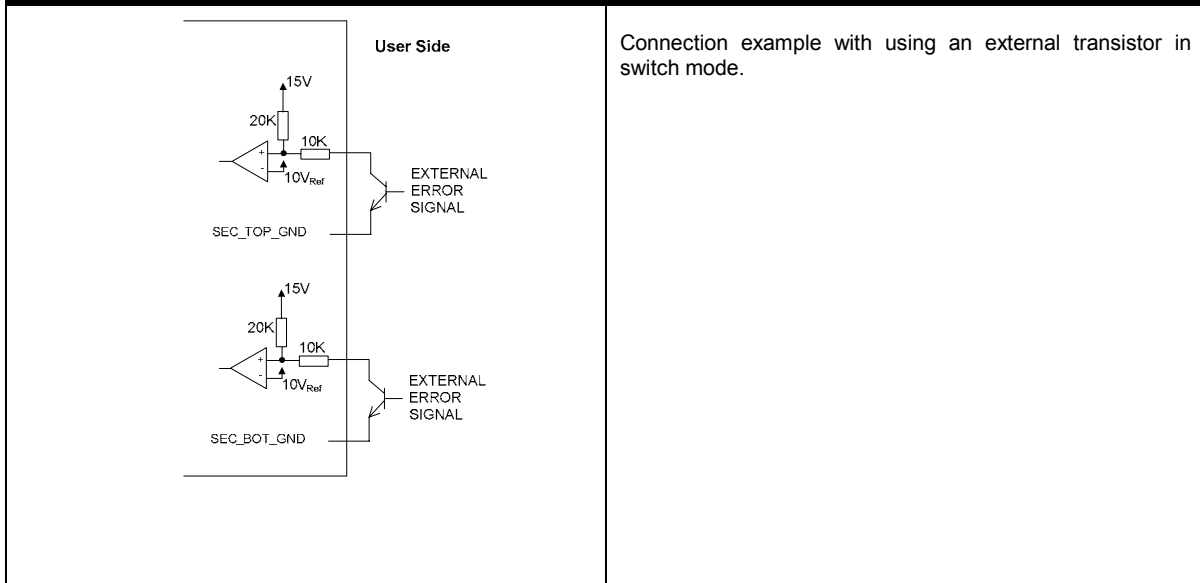 User Side
15V
20K
10K
+
-
10VRef
EXTERNAL
ERROR
SIGNAL
SEC_TOP_GND
15V
20K
10K
+
-
10VRef
EXTERNAL
ERROR
SIGNAL
SEC_BOT_GND
Connection example with using an external transistor in
switch mode.